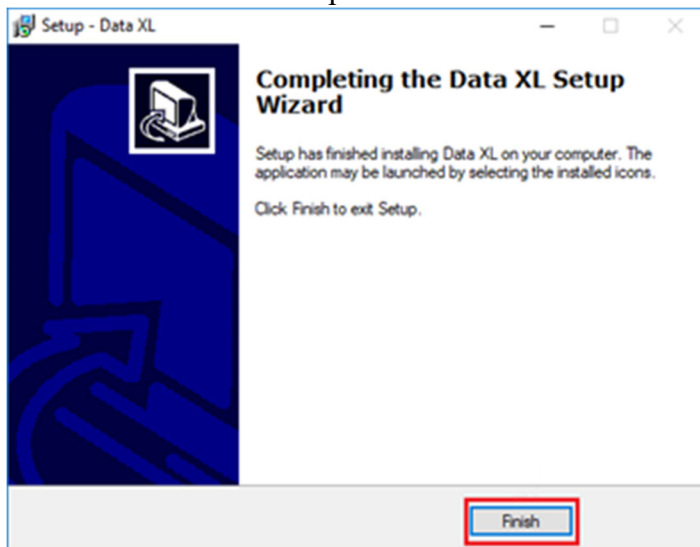 Setup - Data XL
Completing the Data XL Setup
Wizard
Setup has finished installing Data XL on your computer. The
application may be launched by selecting the installed icons.
Click Finish to exit Setup.
Finish